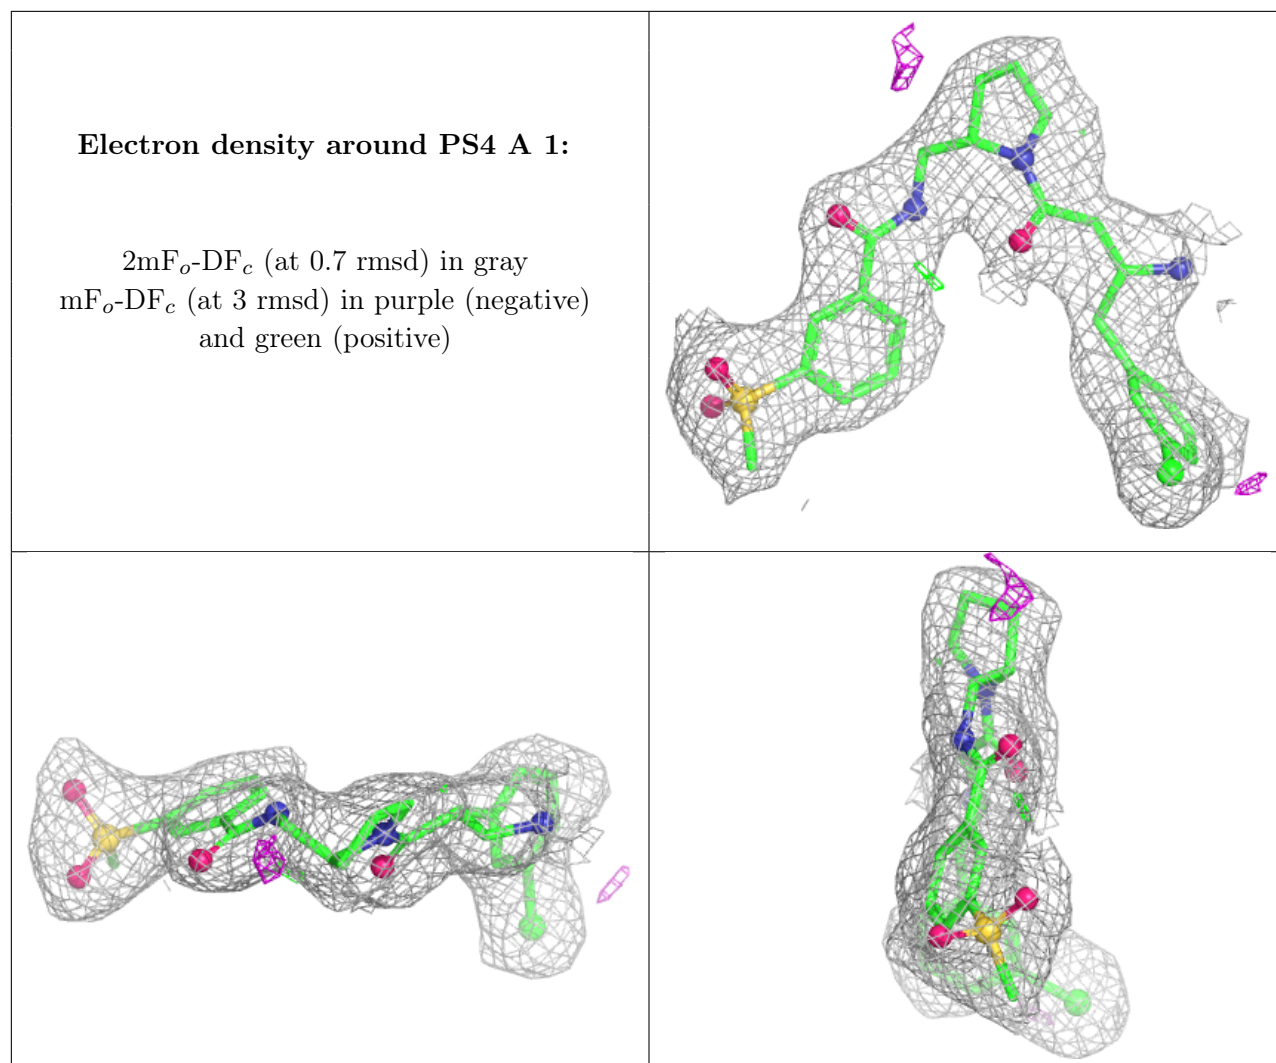 Electron density around PS4 A 1:
2mFo-DFc (at 0.7 rmsd) in gray
mFo-DFc (at 3 rmsd) in purple (negative)
and green (positive)